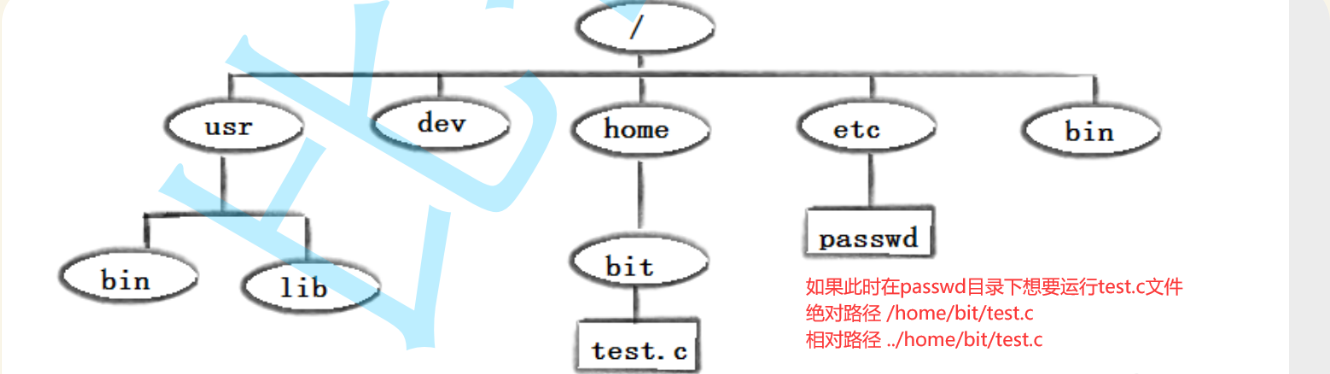 /
usr dev home etc bin
bin lib bit passwd
test.c
如果此时在passwd目录下想要运行test.c文件
绝对路径 /home/bit/test.c
相对路径 ../home/bit/test.c